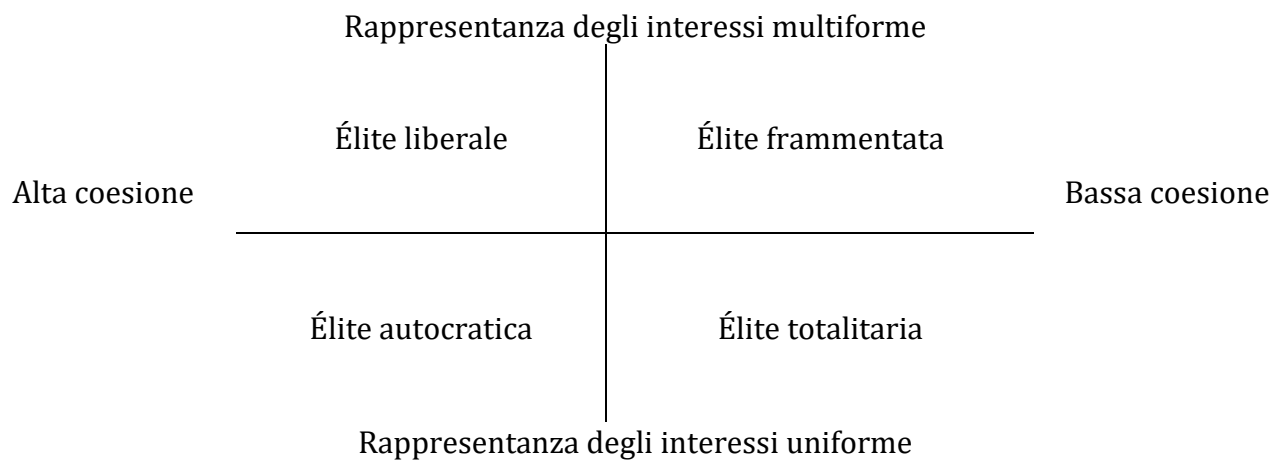 Rappresentanza degli interessi multiforme
Élite liberale
Élite frammentata
Alta coesione
Bassa coesione
Élite autocratica
Élite totalitaria
Rappresentanza degli interessi uniforme